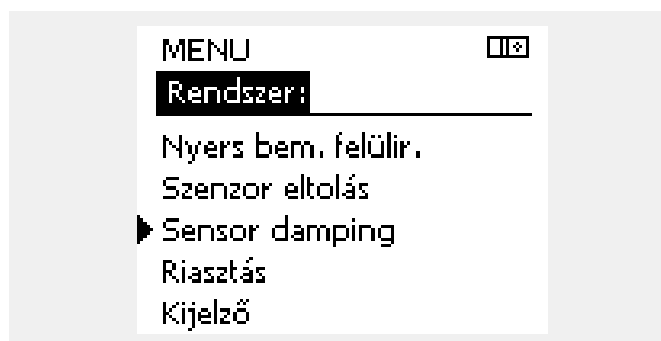 MENU
Rendszer:
Nyers bem. felülir.
Szenzor eltolás
Sensor damping
Riasztás
Kijelző